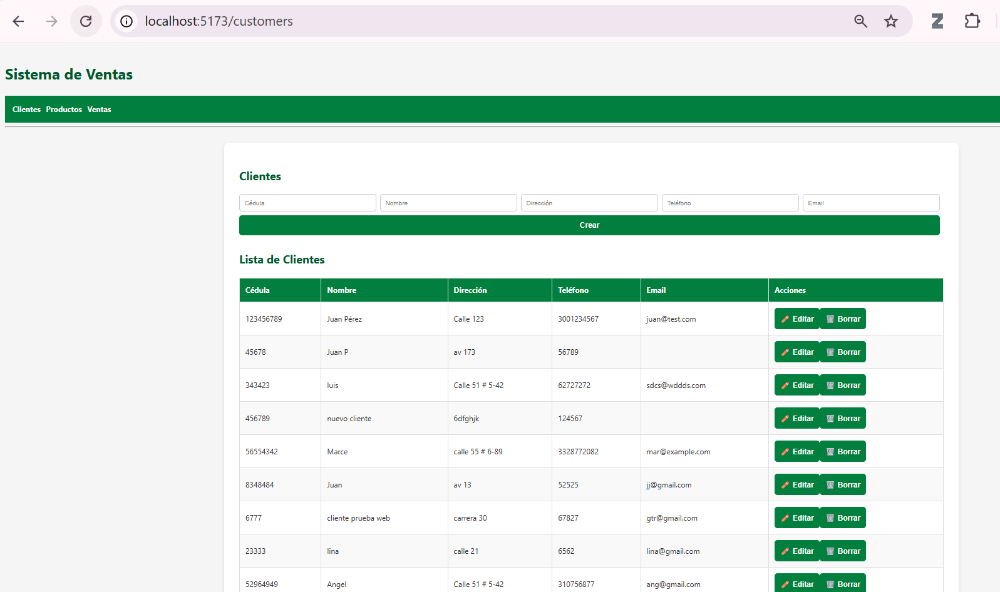 localhost:5173/customers
Sistema de Ventas
Clientes Productos Ventas
Clientes
Cédula Nombre Dirección Teléfono Email
Crear
Lista de Clientes
Cédula Nombre Dirección Teléfono Email Acciones
123456789 Juan Pérez Calle 123 3001234567 juan@test.com Editar Borrar
45678 Juan P av 173 56789 Editar Borrar
343423 luis Calle 51 # 5-42 62727272 sdcs@wddds.com Editar Borrar
456789 nuevo cliente 6dfghjk 124567 Editar Borrar
56554342 Marce calle 55 # 6-89 3328772082 mar@example.com Editar Borrar
8348484 Juan av 13 52525 jj@gmail.com Editar Borrar
6777 cliente prueba web carrera 30 67827 gtr@gmail.com Editar Borrar
23333 lina calle 21 6562 lina@gmail.com Editar Borrar
52964949 Angel Calle 51 # 5-42 310756877 ang@gmail.com Editar Borrar